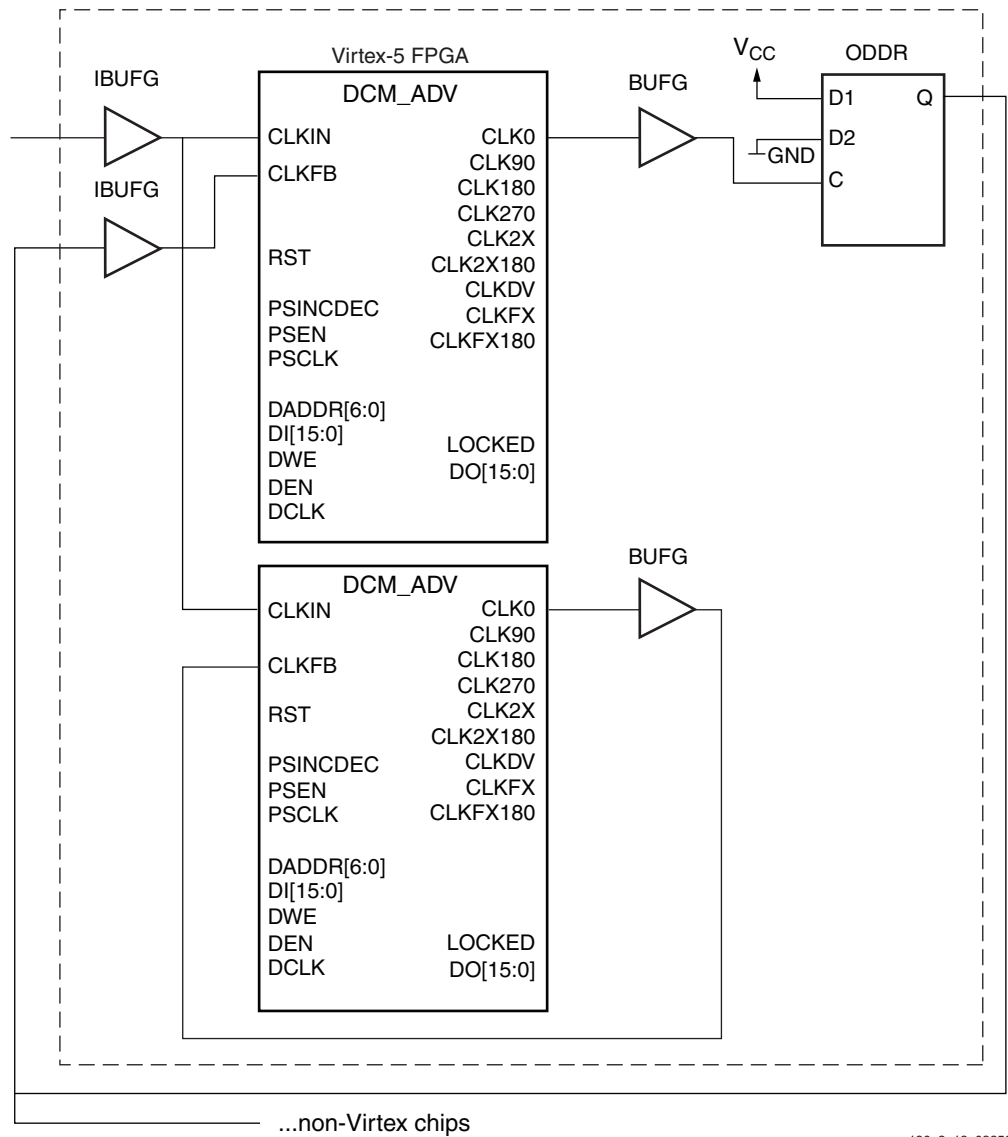 Virtex-5 FPGA
IBUFG
IBUFG
DCM_ADV
CLKIN
CLKFB
RST
PSINCDEC
PSEN
PSCLK
DADDR[6:0]
DI[15:0]
DWE
DEN
DCLK
CLK0
CLK90
CLK180
CLK270
CLK2X
CLK2X180
CLKDV
CLKFX
CLKFX180
LOCKED
DO[15:0]
BUFG
VCC
GND
ODDR
D1
D2
C
Q
DCM_ADV
CLKIN
CLKFB
RST
PSINCDEC
PSEN
PSCLK
DADDR[6:0]
DI[15:0]
DWE
DEN
DCLK
CLK0
CLK90
CLK180
CLK270
CLK2X
CLK2X180
CLKDV
CLKFX
CLKFX180
LOCKED
DO[15:0]
BUFG
...non-Virtex chips